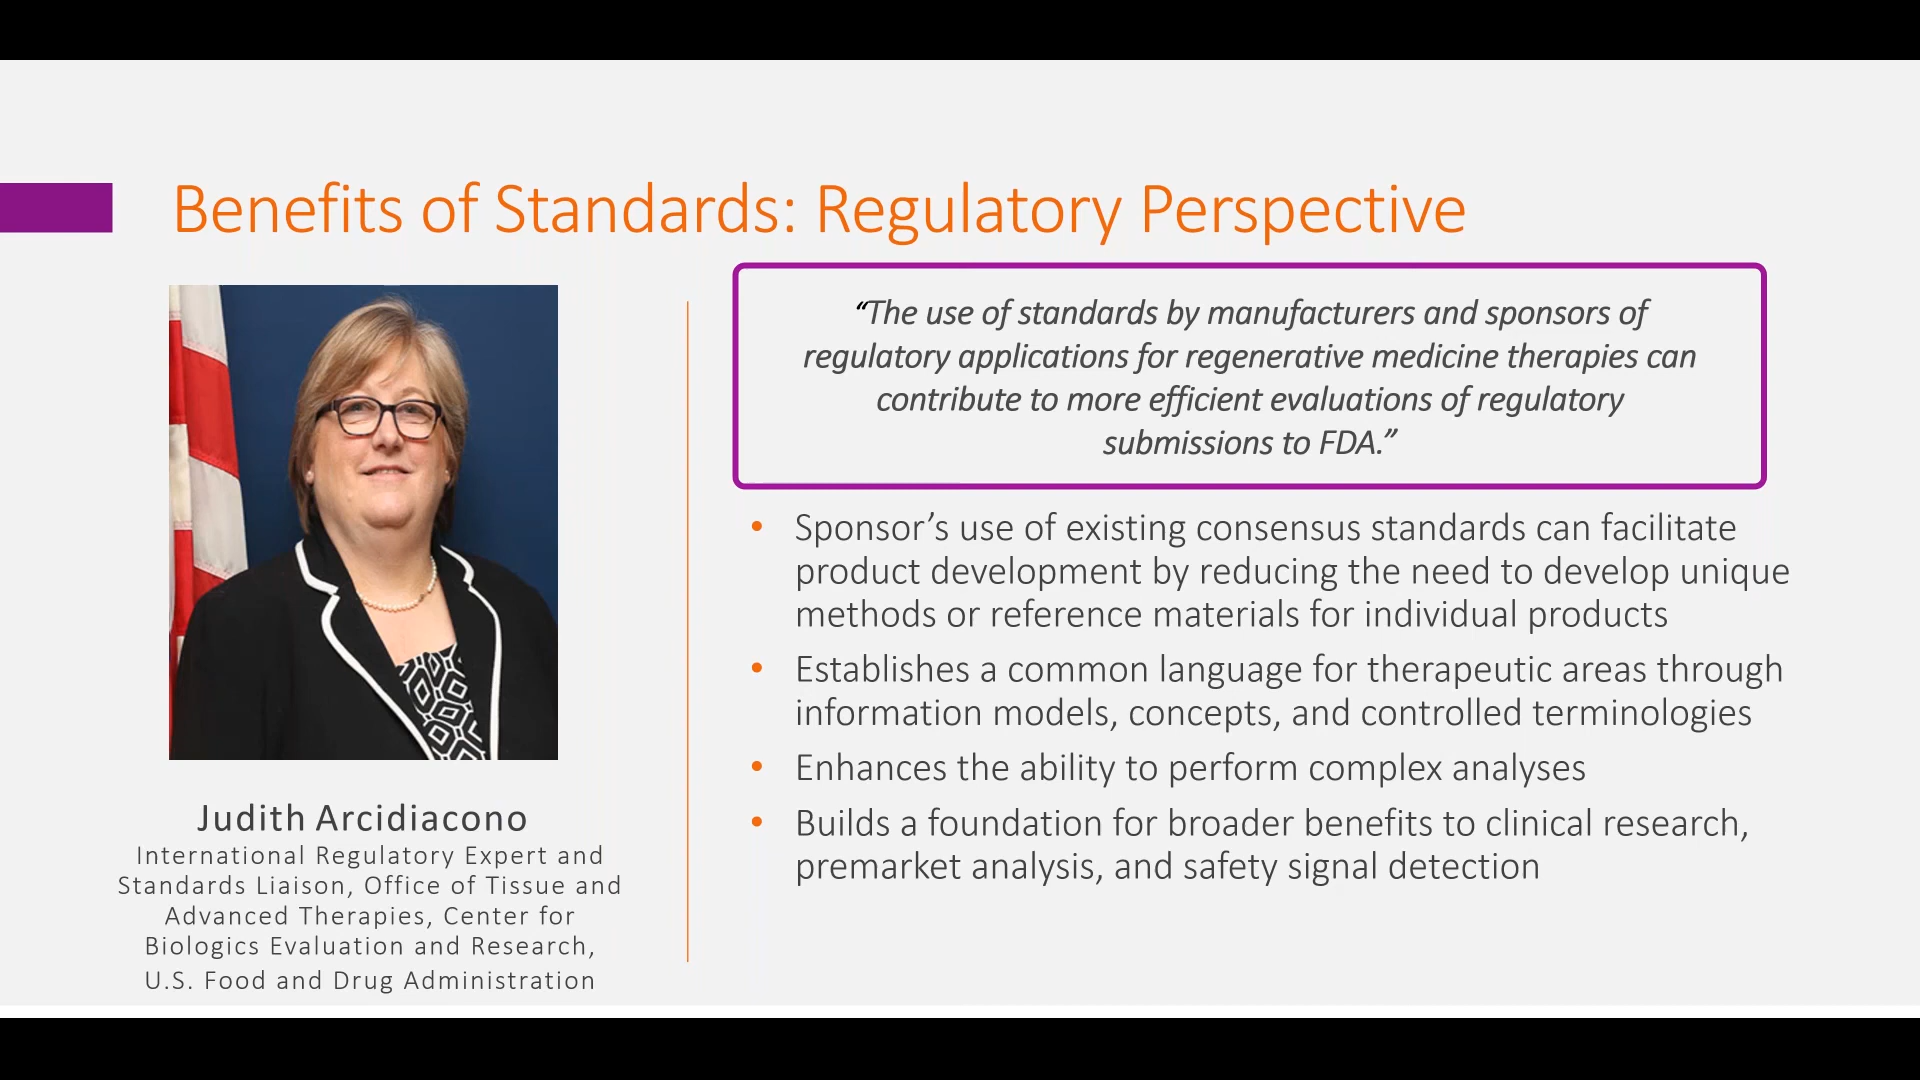 Benefits of Standards: Regulatory Perspective
“The use of standards by manufacturers and sponsors of
regulatory applications for regenerative medicine therapies can
contribute to more efficient evaluations of regulatory
submissions to FDA.”
• Sponsor’s use of existing consensus standards can facilitate
product development by reducing the need to develop unique
methods or reference materials for individual products
• Establishes a common language for therapeutic areas through
information models, concepts, and controlled terminologies
• Enhances the ability to perform complex analyses
• Builds a foundation for broader benefits to clinical research,
premarket analysis, and safety signal detection
Judith Arcidiacono
International Regulatory Expert and
Standards Liaison, Office of Tissue and
Advanced Therapies, Center for
Biologics Evaluation and Research,
U.S. Food and Drug Administration